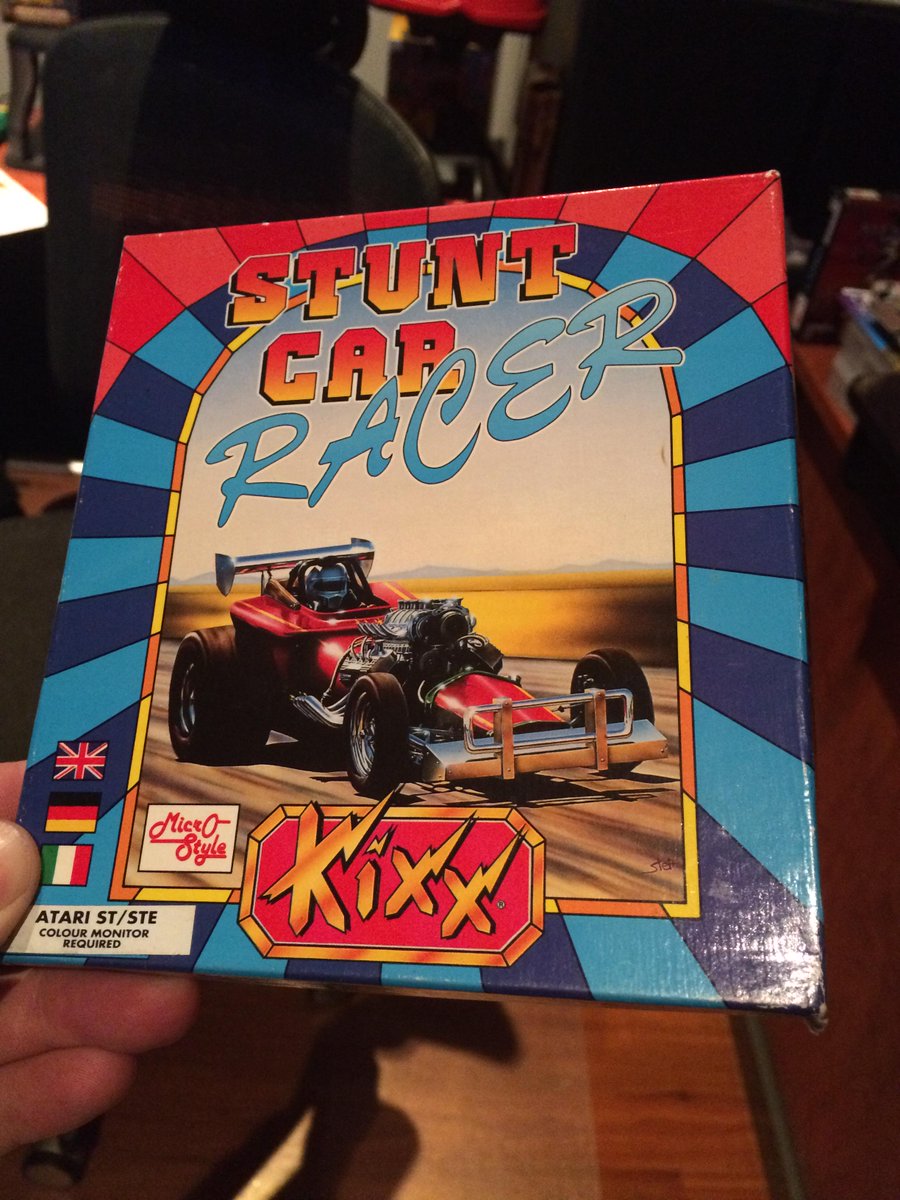 STUNT
CAR
RACER
MicrO
Style
Kixx®
ATARI ST/STE
COLOUR MONITOR
REQUIRED